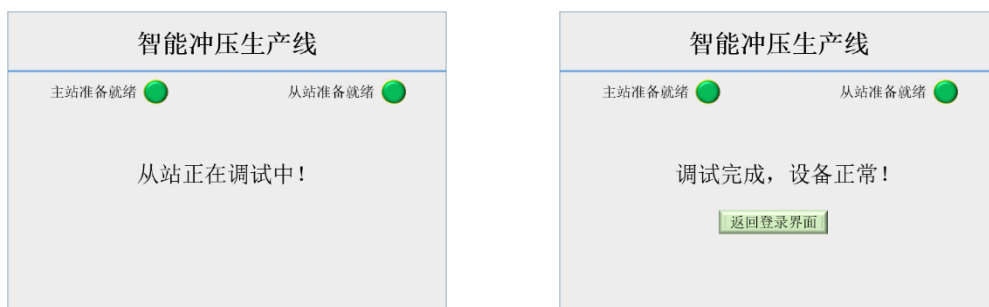 智能冲压生产线
主站准备就绪
从站准备就绪
从站正在调试中！
智能冲压生产线
主站准备就绪
从站准备就绪
调试完成，设备正常！
返回登录界面